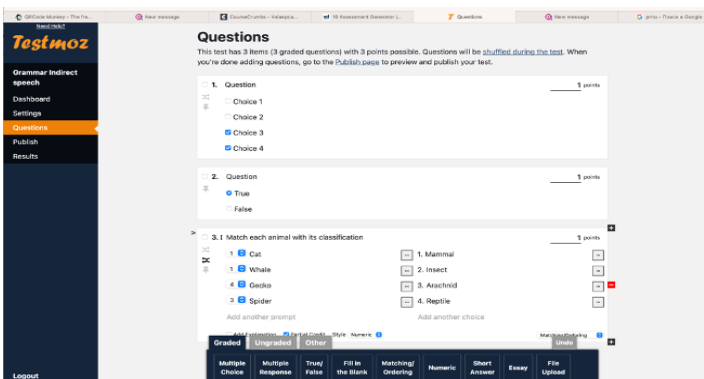 QRCode Monkey - The fre...
New message
CourseCrumbs - Valaspca...
18 Assessment Generator |...
Questions
New message
Need Help?
Testmoz
Grammar Indirect
speech
Dashboard
Settings
Questions
Publish
Results
Logout
Questions
This test has 3 items (3 graded questions) with 3 points possible. Questions will be shuffled during the test. When
you're done adding questions, go to the Publish page to preview and publish your test.
1. Question
1 points
Choice 1
Choice 2
Choice 3
Choice 4
2. Question
1 points
True
False
> 3. Match each animal with its classification
1 points
1 Cat
1. Mammal
1 Whale
2. Insect
4 Gecko
3. Arachnid
3 Spider
4. Reptile
Add another prompt
Add another choice
Add Explanation Partial Credit Style Numeric
Matching/Ordering
Graded Ungraded Other
Undo
Multiple Choice
Multiple Response
True/ False
Fill in the Blank
Matching/ Ordering
Numeric
Short Answer
Essay
File Upload